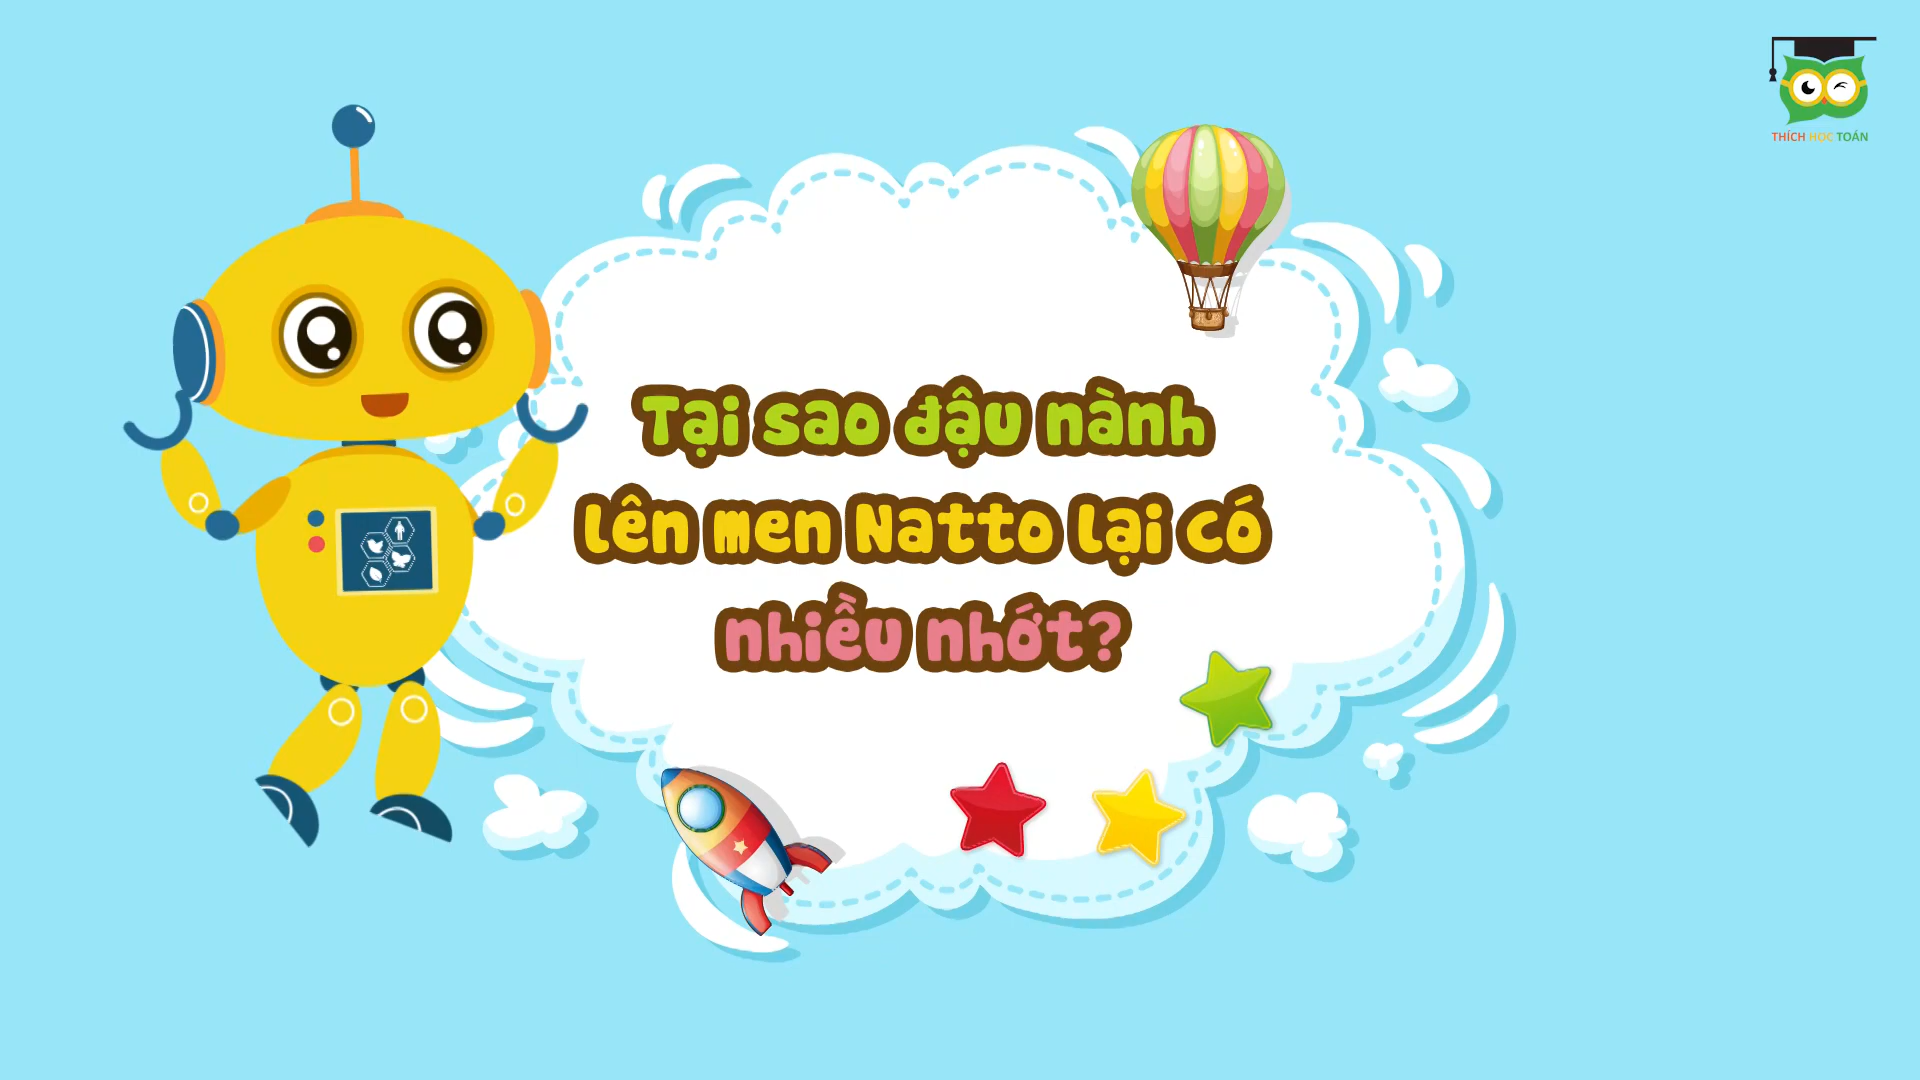 THÍCH HỌC TOÁN
Tại sao đậu nành
lên men Natto lại có
nhiều nhớt?